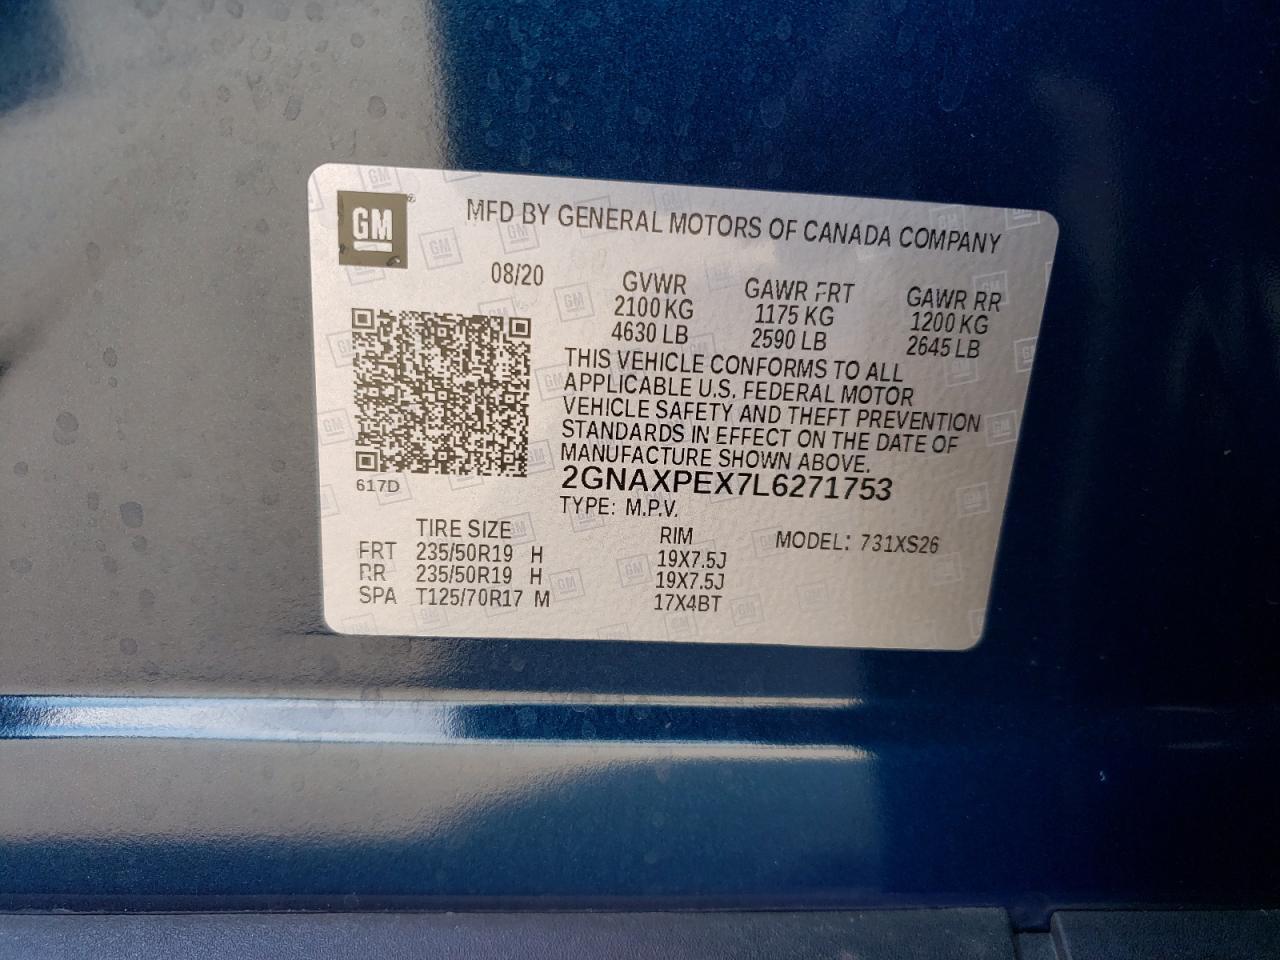 GM
MFD BY GENERAL MOTORS OF CANADA COMPANY
08/20 GVWR GAWR FRT GAWR RR
2100 KG 1175 KG 1200 KG
4630 LB 2590 LB 2645 LB
THIS VEHICLE CONFORMS TO ALL
APPLICABLE U.S. FEDERAL MOTOR
VEHICLE SAFETY AND THEFT PREVENTION
STANDARDS IN EFFECT ON THE DATE OF
MANUFACTURE SHOWN ABOVE.
617D
2GNAXPEX7L6271753
TYPE: M.P.V.
TIRE SIZE RIM MODEL: 731XS26
FRT 235/50R19 H 19X7.5J
RR 235/50R19 H 19X7.5J
SPA T125/70R17 M 17X4BT